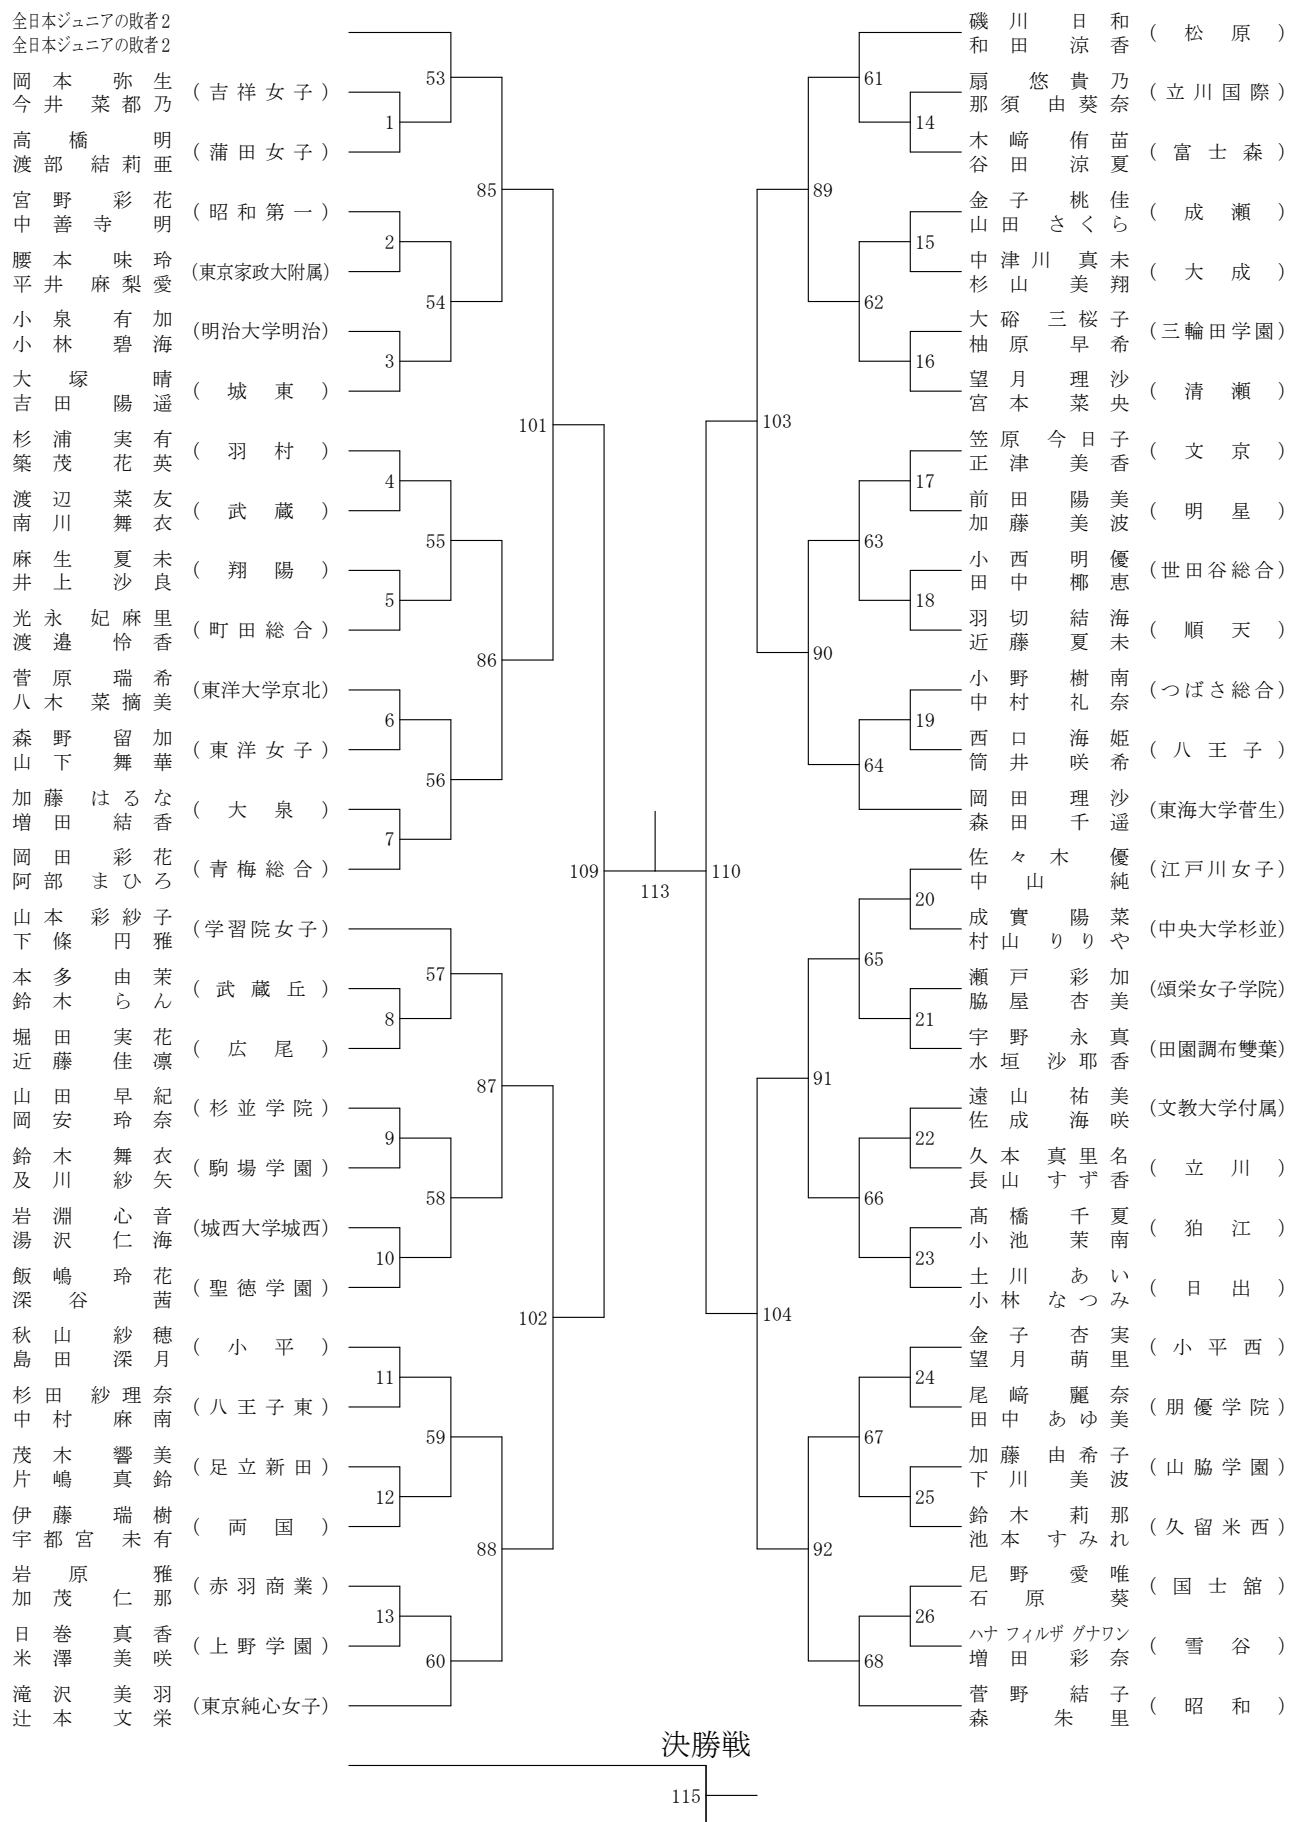 全日本ジュニアの敗者2
全日本ジュニアの敗者2
岡本 弥生
今井 菜都乃
(吉祥女子)
高橋 明
渡部 結莉亜
(蒲田女子)
宮野 彩花
中善寺 明
(昭和第一)
腰本 味玲
平井 麻梨愛
(東京家政大附属)
小泉 有加
小林 碧海
(明治大学明治)
大塚 晴
吉田 陽遥
(城東)
杉浦 実有
築茂 花英
(羽村)
渡辺 菜友
南川 舞衣
(武蔵)
麻生 夏未
井上 沙良
(翔陽)
光永 妃麻里
渡邉 怜香
(町田総合)
菅原 瑞希
八木 菜摘美
(東洋大学京北)
森野 留加
山下 舞華
(東洋女子)
加藤 はるな
増田 結香
(大泉)
岡田 彩花
阿部 まひろ
(青梅総合)
山本 彩紗子
下條 円雅
(学習院女子)
本多 由茉
鈴木 らん
(武蔵丘)
堀田 実花
近藤 佳凛
(広尾)
山田 早紀
岡安 玲奈
(杉並学院)
鈴木 舞衣
及川 紗矢
(駒場学園)
岩淵 心音
湯沢 仁海
(城西大学城西)
飯嶋 玲花
深谷 茜
(聖徳学園)
秋山 紗穂
島田 深月
(小平)
杉田 紗理奈
中村 麻南
(八王子東)
茂木 響美
片嶋 真鈴
(足立新田)
伊藤 瑞樹
宇都宮 未有
(両国)
岩原 雅
加茂 仁那
(赤羽商業)
日巻 真香
米澤 美咲
(上野学園)
滝沢 美羽
辻本 文栄
(東京純心女子)
1
2
3
4
5
6
7
8
9
10
11
12
13
53
54
55
56
57
58
59
60
85
86
87
88
101
102
109
113
110
103
104
89
90
91
92
61
62
63
64
65
66
67
68
14
15
16
17
18
19
20
21
22
23
24
25
26
磯川 日和
和田 涼香
(松原)
扇 悠貴乃
那須 由葵奈
(立川国際)
木﨑 侑苗
谷田 涼夏
(富士森)
金子 桃佳
山田 さくら
(成瀬)
中津川 真未
杉山 美翔
(大成)
大硲 三桜子
柚原 早希
(三輪田学園)
望月 理沙
宮本 菜央
(清瀬)
笠原 今日子
正津 美香
(文京)
前田 陽美
加藤 美波
(明星)
小西 明優
田中 椰恵
(世田谷総合)
羽切 結海
近藤 夏未
(順天)
小野 樹南
中村 礼奈
(つばさ総合)
西口 海姫
筒井 咲希
(八王子)
岡田 理沙
森田 千遥
(東海大学菅生)
佐々木 優
中山 純
(江戸川女子)
成實 陽菜
村山 りりや
(中央大学杉並)
瀬戸 彩加
脇屋 杏美
(頌栄女子学院)
宇野 永真
水垣 沙耶香
(田園調布雙葉)
遠山 祐美
佐成 海咲
(文教大学付属)
久本 真里名
長山 すず香
(立川)
髙橋 千夏
小池 茉南
(狛江)
土川 あい
小林 なつみ
(日出)
金子 杏実
望月 萌里
(小平西)
尾﨑 麗奈
田中 あゆ美
(朋優学院)
加藤 由希子
下川 美波
(山脇学園)
鈴木 莉那
池本 すみれ
(久留米西)
尼野 愛唯
石原 葵
(国士舘)
ハナ フィルザ グナワン
増田 彩奈
(雪谷)
菅野 結子
森 朱里
(昭和)
決勝戦
115